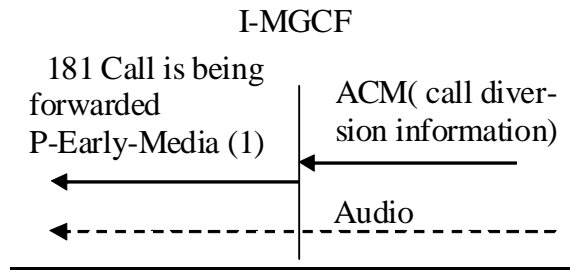 I-MGCF
181 Call is being
forwarded
P-Early-Media (1)
ACM( call diver-
sion information)
Audio